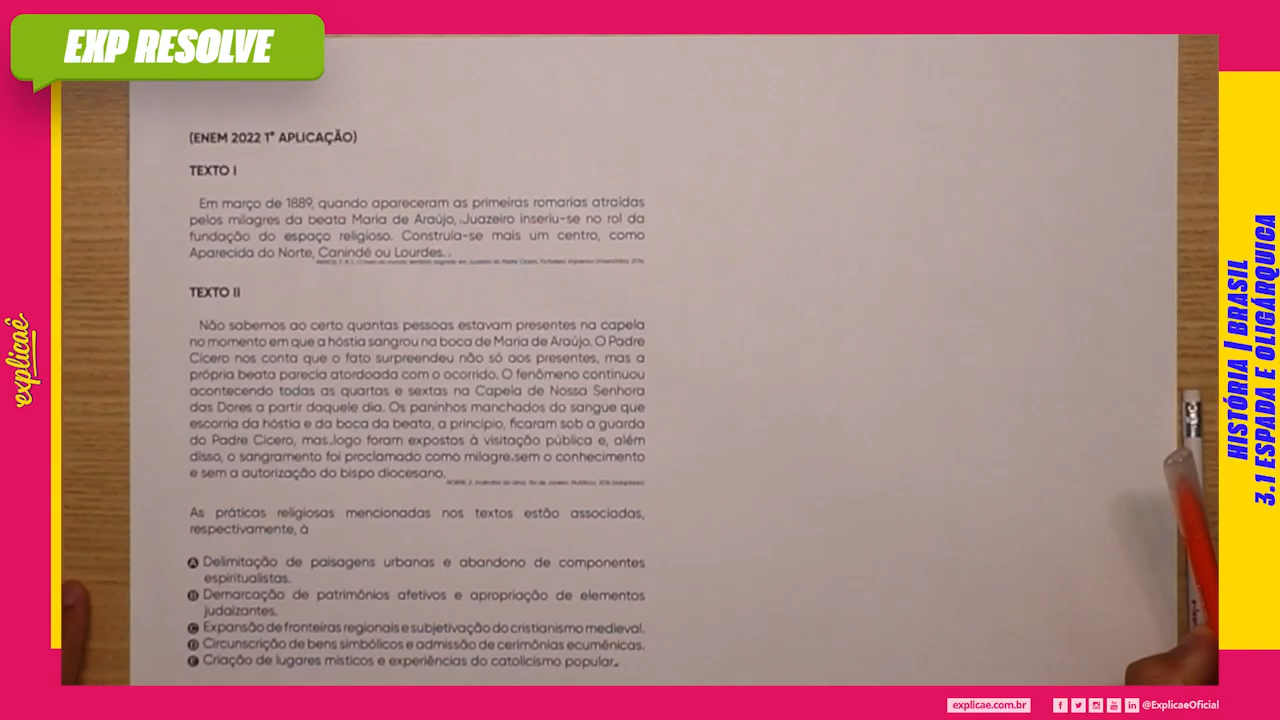 EXP RESOLVE
(ENEM 2022 1ª APLICAÇÃO)
TEXTO I
Em março de 1889, quando apareceram as primeiras romarias atraídas
pelos milagres da beata Maria de Araújo, Juazeiro inseriu-se no rol da
fundação do espaço religioso. Construía-se mais um centro, como
Aparecida do Norte, Canindé ou Lourdes.
TEXTO II
Não sabemos ao certo quantas pessoas estavam presentes na capela
no momento em que a hóstia sangrou na boca de Maria de Araújo. O Padre
Cícero nos conta que o fato surpreendeu não só aos presentes, mas a
própria beata parecia atordoada com o ocorrido. O fenômeno continuou
acontecendo todas as quartas e sextas na Capela de Nossa Senhora
das Dores a partir daquele dia. Os paninhos manchados do sangue que
escorria da hóstia e da boca da beata, a princípio, ficaram sob a guarda
do Padre Cícero, mas logo foram expostos à visitação pública e, além
disso, o sangramento foi proclamado como milagre sem o conhecimento
e sem a autorização do bispo diocesano.
As práticas religiosas mencionadas nos textos estão associadas,
respectivamente, à
A Delimitação de paisagens urbanas e abandono de componentes
espiritualistas.
B Demarcação de patrimônios afetivos e apropriação de elementos
judaizantes.
C Expansão de fronteiras regionais e subjetivação do cristianismo medieval.
D Circunscrição de bens simbólicos e admissão de cerimônias ecumênicas.
E Criação de lugares místicos e experiências do catolicismo popular.
explicaê
HISTÓRIA | BRASIL
3.1 ESPADA E OLIGÁRQUICA
explicae.com.br
@ExplicaeOficial